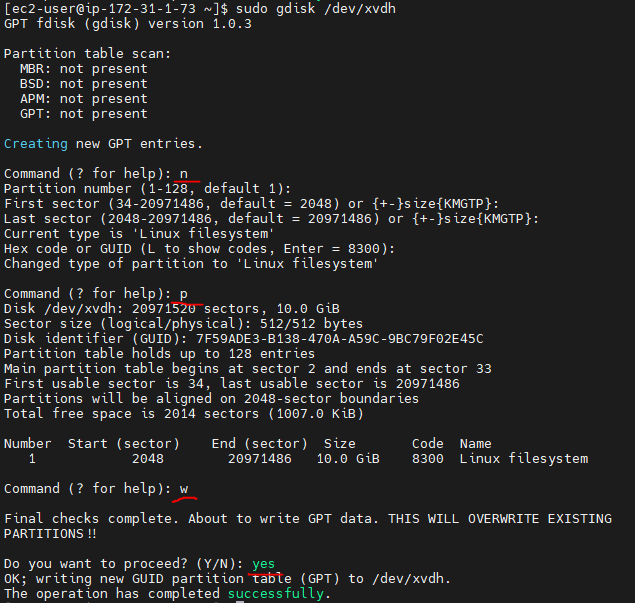 [ec2-user@ip-172-31-1-73 ~]$ sudo gdisk /dev/xvdh
GPT fdisk (gdisk) version 1.0.3
Partition table scan:
MBR: not present
BSD: not present
APM: not present
GPT: not present
Creating new GPT entries.
Command (? for help): n
Partition number (1-128, default 1):
First sector (34-20971486, default = 2048) or {+-}size{KMGTP}:
Last sector (2048-20971486, default = 20971486) or {+-}size{KMGTP}:
Current type is 'Linux filesystem'
Hex code or GUID (L to show codes, Enter = 8300):
Changed type of partition to 'Linux filesystem'
Command (? for help): p
Disk /dev/xvdh: 20971520 sectors, 10.0 GiB
Sector size (logical/physical): 512/512 bytes
Disk identifier (GUID): 7F59ADE3-B138-470A-A59C-9BC79F02E45C
Partition table holds up to 128 entries
Main partition table begins at sector 2 and ends at sector 33
First usable sector is 34, last usable sector is 20971486
Partitions will be aligned on 2048-sector boundaries
Total free space is 2014 sectors (1007.0 KiB)
Number  Start (sector)    End (sector)  Size       Code  Name
1            2048        20971486   10.0 GiB    8300  Linux filesystem
Command (? for help): w
Final checks complete. About to write GPT data. THIS WILL OVERWRITE EXISTING
PARTITIONS!!
Do you want to proceed? (Y/N): yes
OK; writing new GUID partition table (GPT) to /dev/xvdh.
The operation has completed successfully.